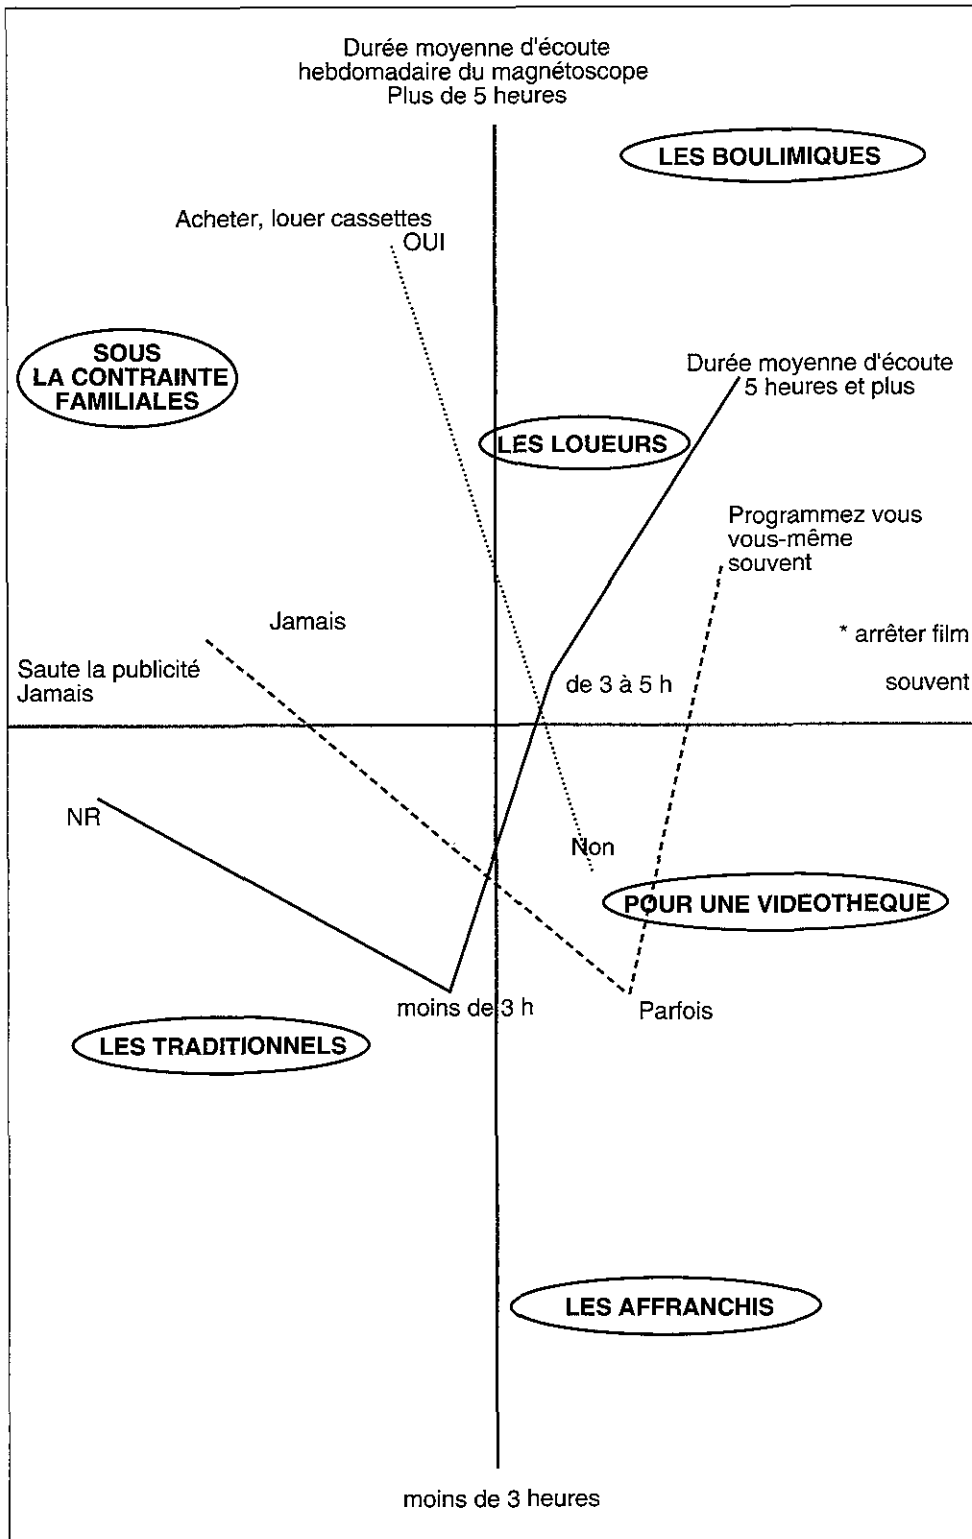 Durée moyenne d'écoute
hebdomadaire du magnétoscope
Plus de 5 heures
LES BOULIMIQUES
Acheter, louer cassettes
OUI
SOUS
LA CONTRAINTE
FAMILIALES
Durée moyenne d'écoute
5 heures et plus
LES LOUEURS
Programmez vous
vous-même
souvent
Jamais
* arrêter film
souvent
Saute la publicité
Jamais
de 3 à 5 h
NR
Non
POUR UNE VIDEOTHEQUE
moins de 3 h
Parfois
LES TRADITIONNELS
LES AFFRANCHIS
moins de 3 heures